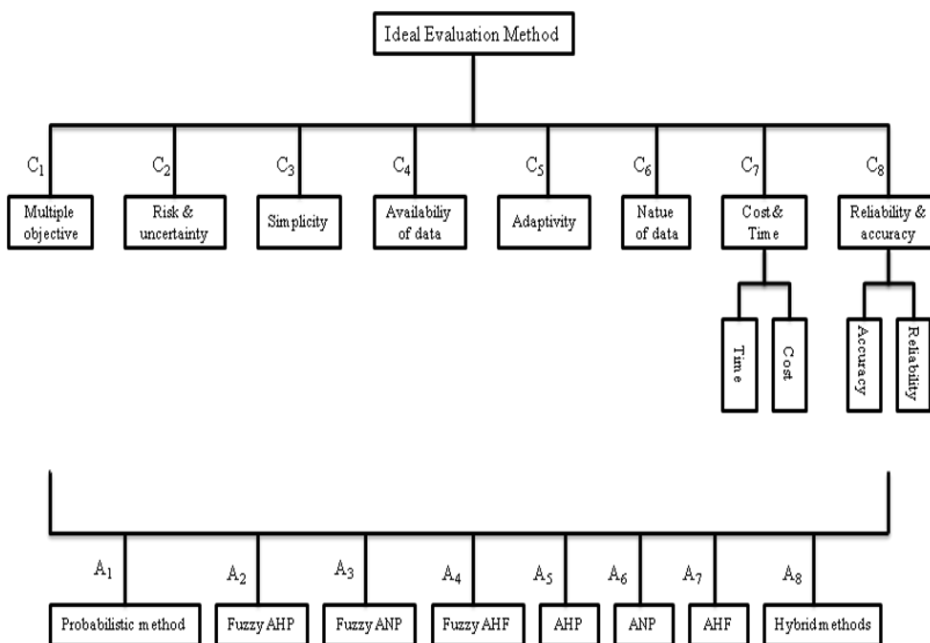 Ideal Evaluation Method
C1 C2 C3 C4 C5 C6 C7 C8
Multiple
objective
Risk &
uncertainty
Simplicity
Availabiliy
of data
Adaptivity
Natue
of data
Cost&
Time
Reliability &
accuracy
Time
Cost
Accuracy
Reliability
A1 A2 A3 A4 A5 A6 A7 A8
Probabilistic method
Fuzzy AHP
Fuzzy ANP
Fuzzy AHF
AHP
ANP
AHF
Hybrid methods